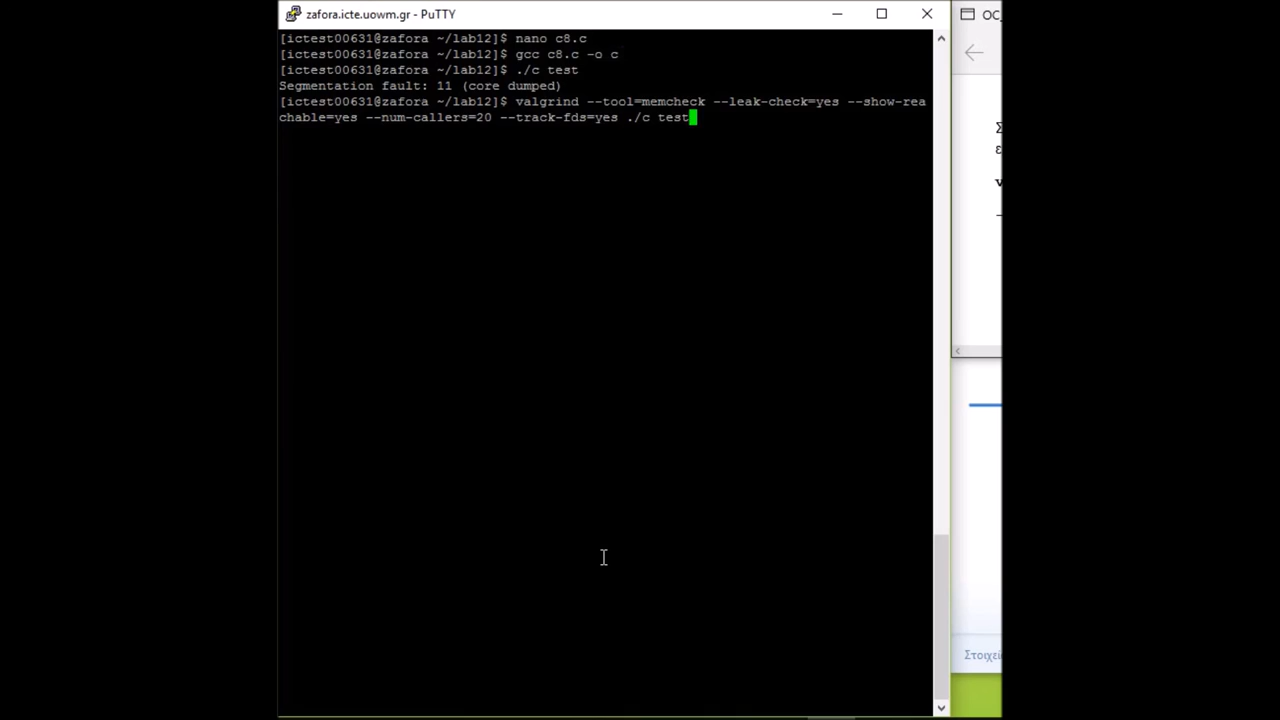 zafora.icte.uowm.gr - PuTTY
[ictest00631@zafora ~/lab12]$ nano c8.c
[ictest00631@zafora ~/lab12]$ gcc c8.c -o c
[ictest00631@zafora ~/lab12]$ ./c test
Segmentation fault: 11 (core dumped)
[ictest00631@zafora ~/lab12]$ valgrind --tool=memcheck --leak-check=yes --show-rea
chable=yes --num-callers=20 --track-fds=yes ./c test
OC_
Στοιχεί